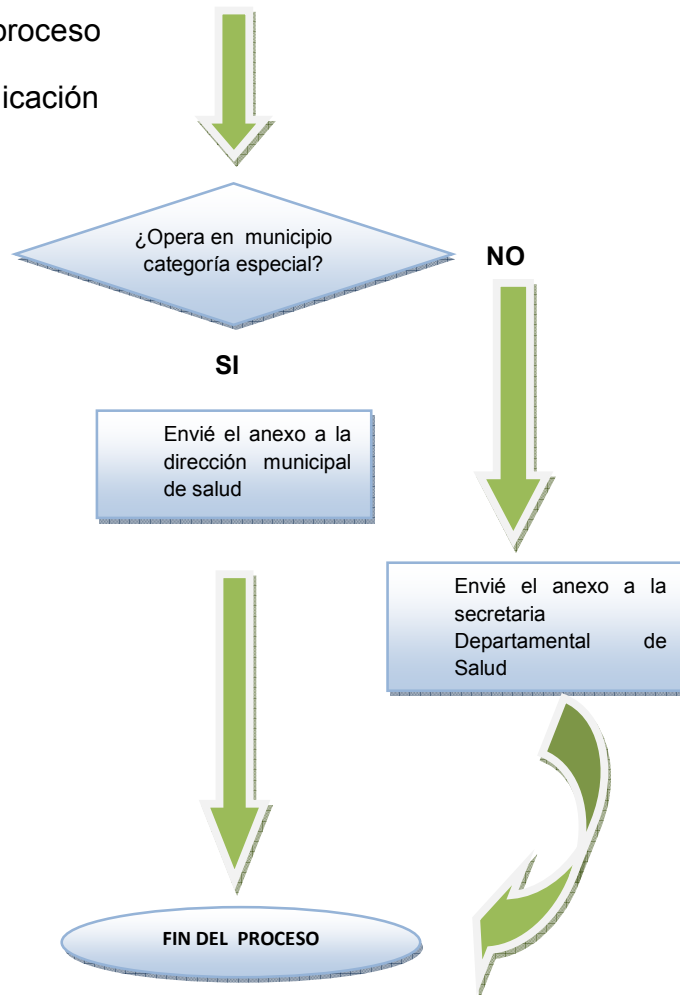 proceso
icación
¿Opera en municipio
categoría especial?
NO
SI
Envié el anexo a la
dirección municipal
de salud
Envié el anexo a la
secretaria
Departamental de
Salud
FIN DEL PROCESO